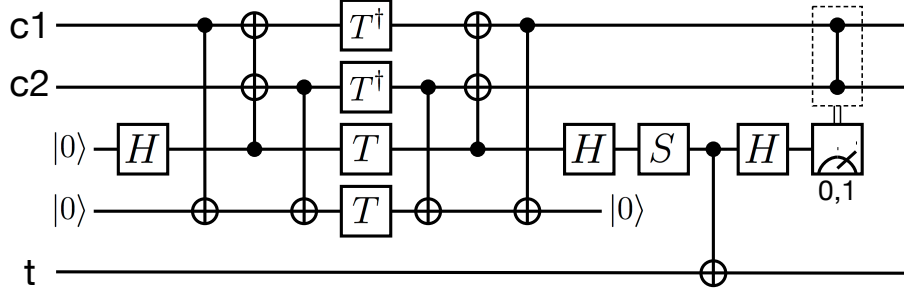 c1 T†
c2 T†
|0⟩ H T H S H
0,1
|0⟩ T |0⟩
t